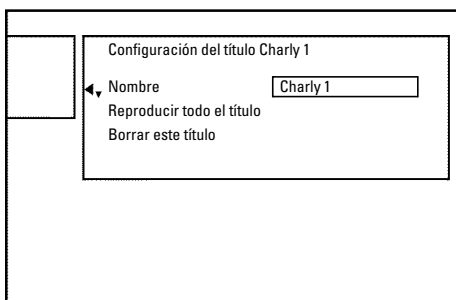 Configuración del título Charly 1
Nombre Charly 1
Reproducir todo el título
Borrar este título